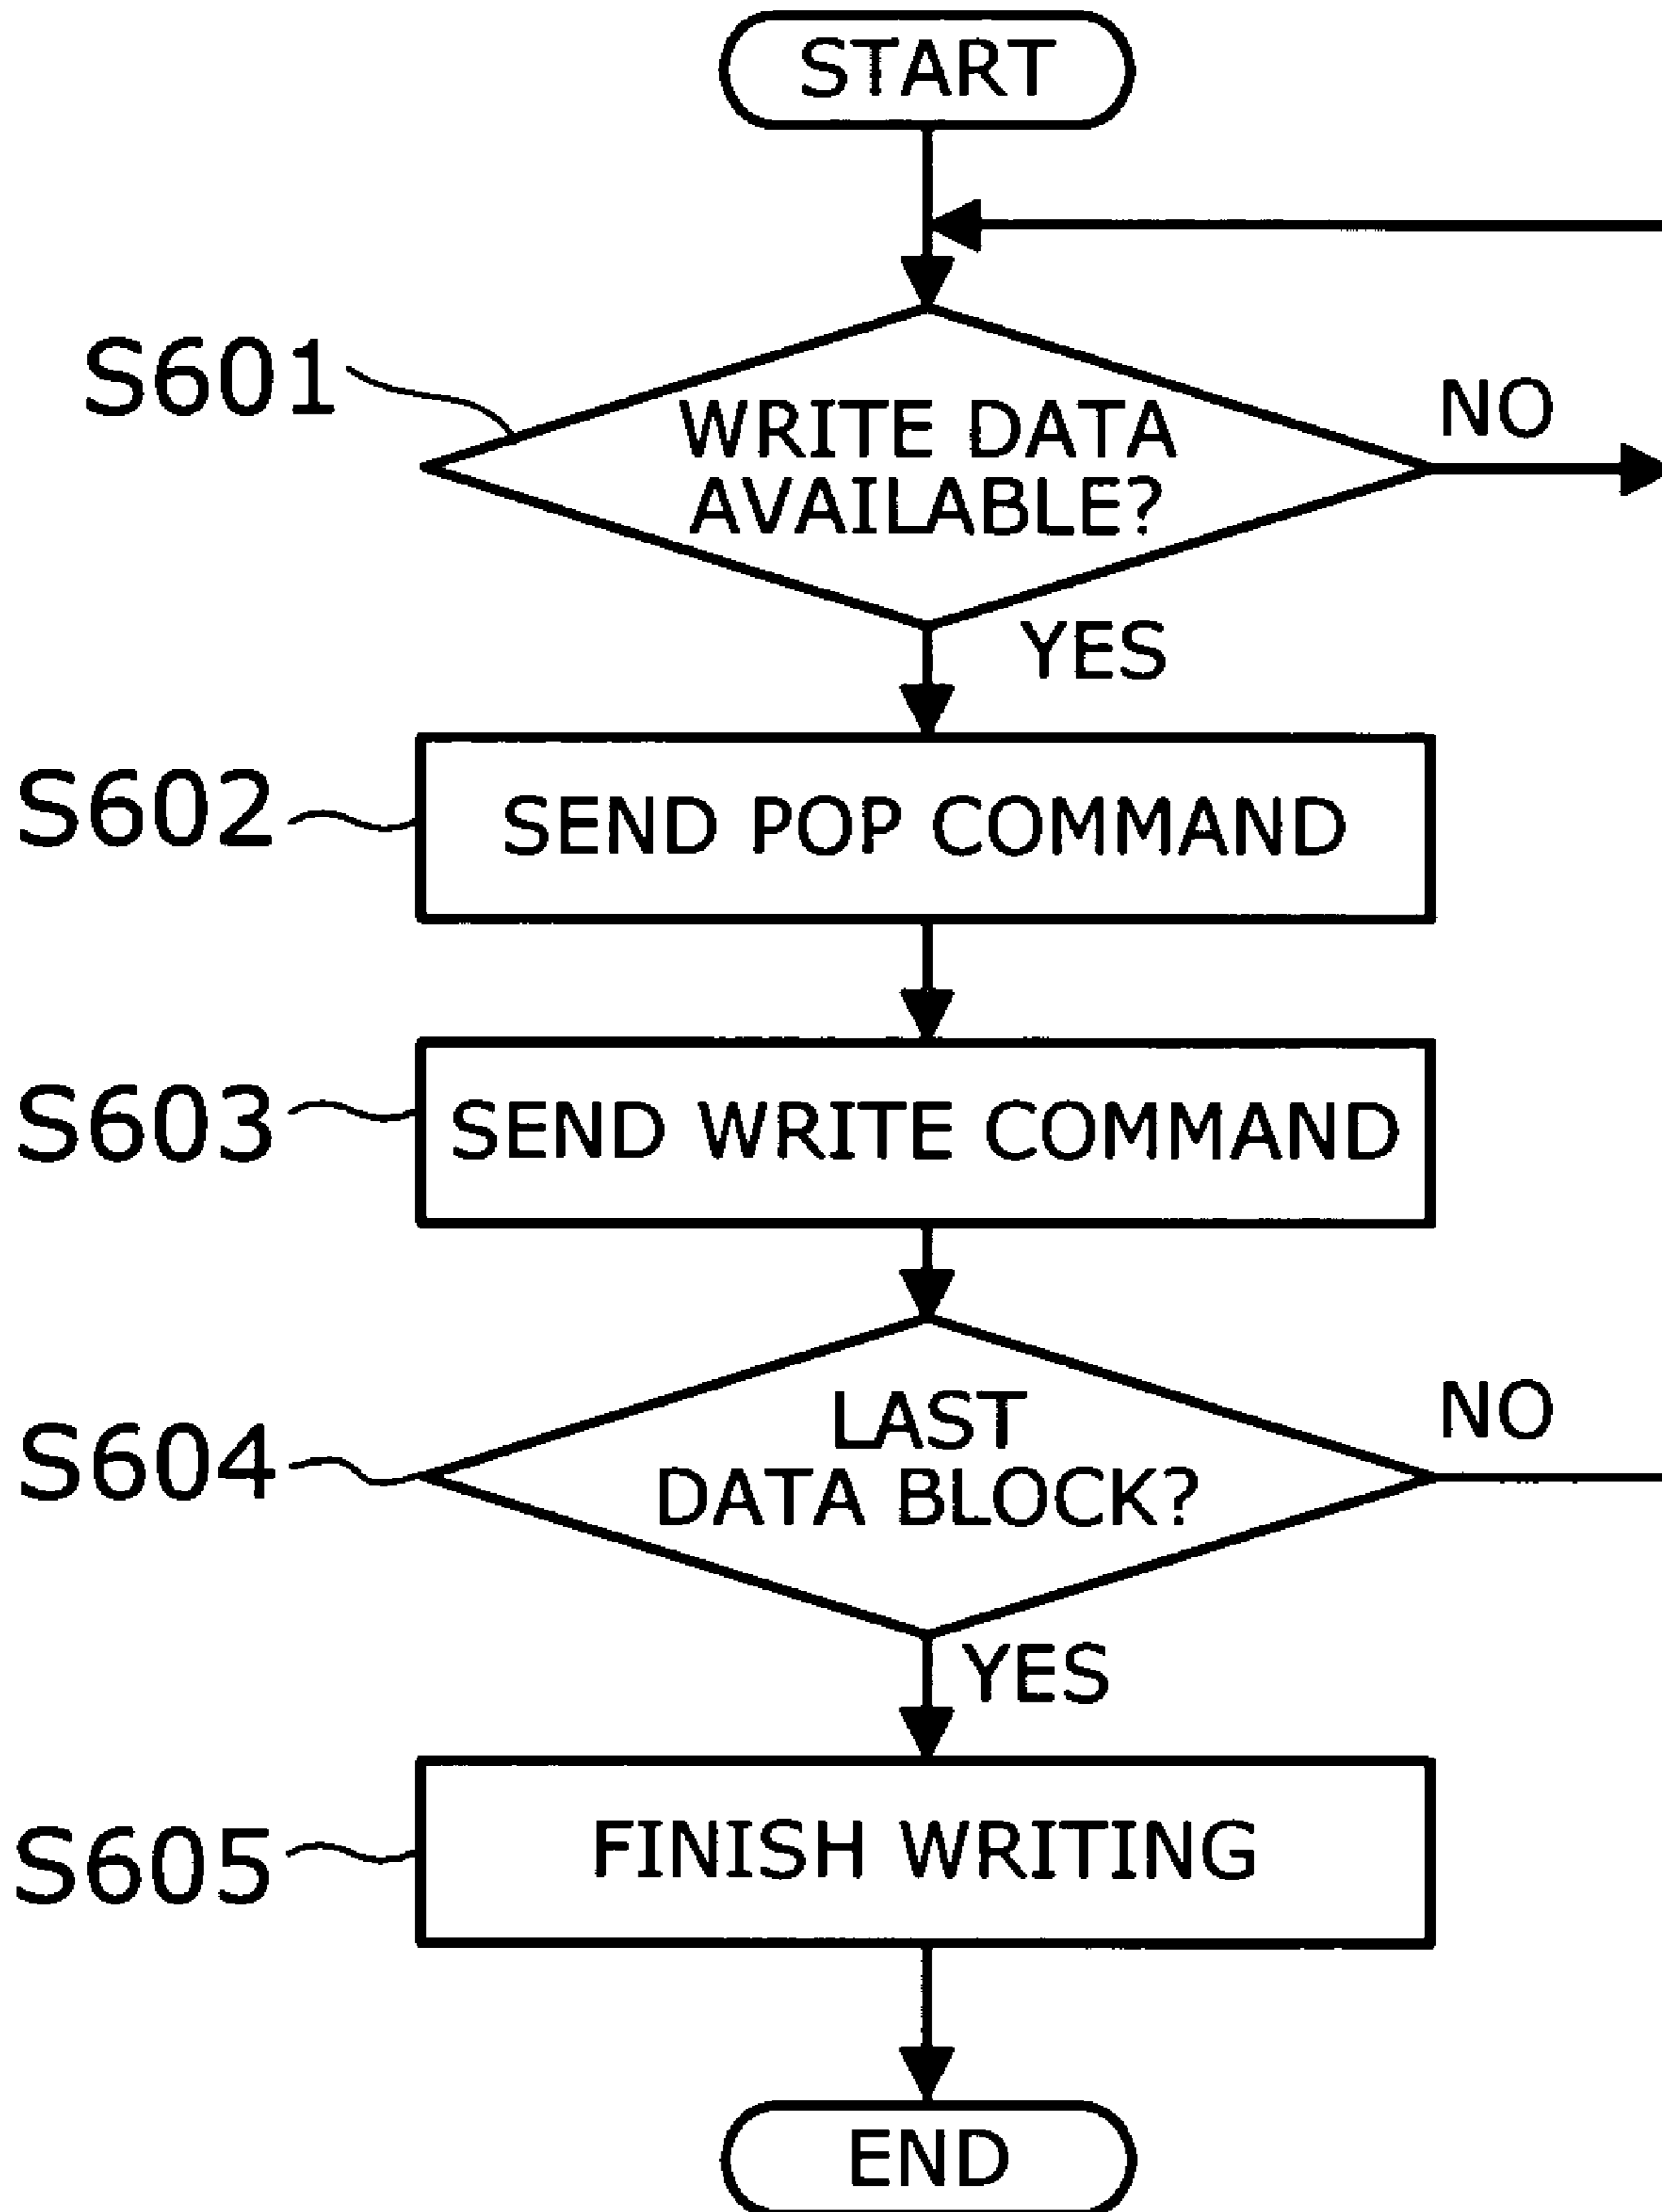 START
S601
WRITE DATA
AVAILABLE?
NO
YES
S602
SEND POP COMMAND
S603
SEND WRITE COMMAND
S604
LAST
DATA BLOCK?
NO
YES
S605
FINISH WRITING
END